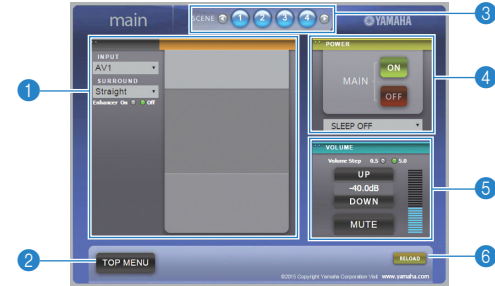 main
SCENE 1 2 3 4
YAMAHA
3
1
INPUT
AV1
SURROUND
Straight
Enhancer On Off
POWER
MAIN
ON
OFF
SLEEP OFF
4
VOLUME
Volume Step 0.5 5.0
UP
-40.0dB
DOWN
MUTE
5
2
TOP MENU
RELOAD
6
©2015 Copyright Yamaha Corporation Visit www.yamaha.com